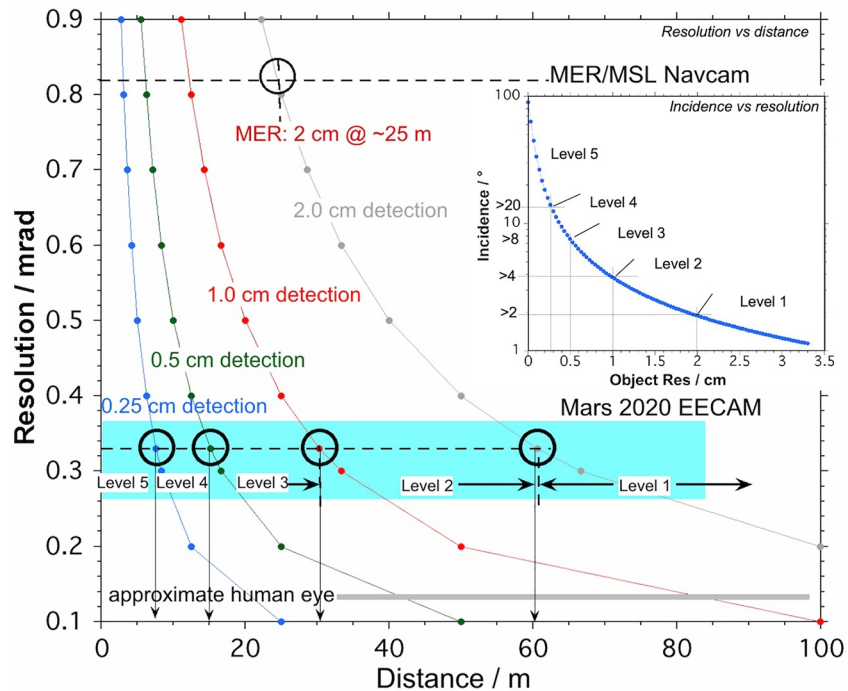 0.9
0.8
0.7
0.6
0.5
0.4
0.3
0.2
0.1
Resolution / mrad
Resolution vs distance
MER/MSL Navcam
MER: 2 cm @ ~25 m
2.0 cm detection
1.0 cm detection
0.5 cm detection
0.25 cm detection
Incidence vs resolution
100
>20
10
>8
>4
>2
1
Incidence / °
Level 5
Level 4
Level 3
Level 2
Level 1
0 0.5 1 1.5 2 2.5 3 3.5
Object Res / cm
Mars 2020 EECAM
Level 5 Level 4 Level 3 Level 2 Level 1
approximate human eye
0 20 40 60 80 100
Distance / m